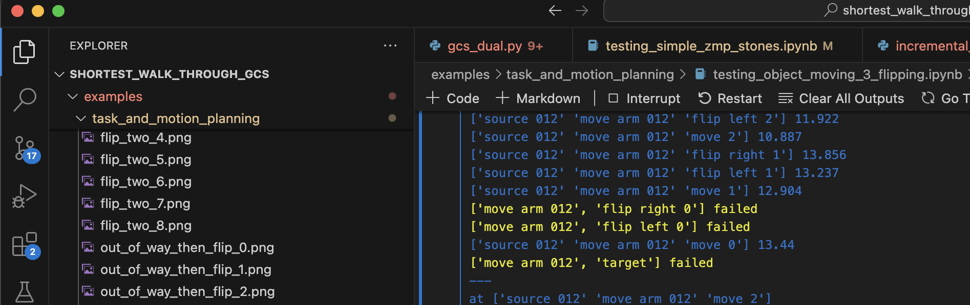 shortest_walk_throug
EXPLORER
gcs_dual.py 9+
testing_simple_zmp_stones.ipynb M
incremental_
SHORTEST_WALK_THROUGH_GCS
examples > task_and_motion_planning > testing_object_moving_3_flipping.ipynb >
examples
+ Code + Markdown Interrupt Restart Clear All Outputs Go T
task_and_motion_planning
['source 012' 'move arm 012' 'flip left 2'] 11.922
flip_two_4.png
['source 012' 'move arm 012' 'move 2'] 10.887
flip_two_5.png
['source 012' 'move arm 012' 'flip right 1'] 13.856
17
flip_two_6.png
['source 012' 'move arm 012' 'flip left 1'] 13.237
flip_two_7.png
['source 012' 'move arm 012' 'move 1'] 12.904
['move arm 012', 'flip right 0'] failed
flip_two_8.png
['move arm 012', 'flip left 0'] failed
2
out_of_way_then_flip_0.png
['source 012' 'move arm 012' 'move 0'] 13.44
out_of_way_then_flip_1.png
['move arm 012', 'target'] failed
---
out_of_way_then_flip_2.png
at ['source 012' 'move arm 012' 'move 2']